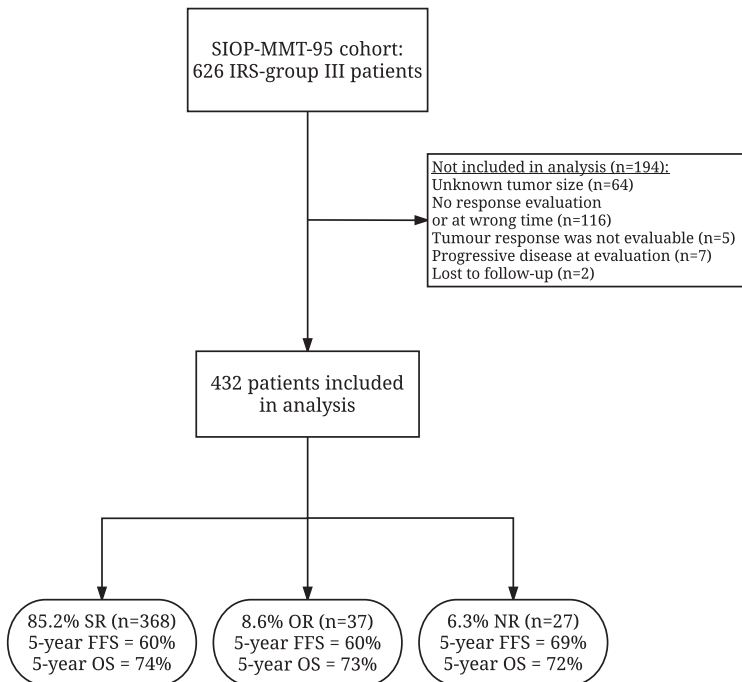 SIOP-MMT-95 cohort:
626 IRS-group III patients
Not included in analysis (n=194):
Unknown tumor size (n=64)
No response evaluation
or at wrong time (n=116)
Tumour response was not evaluable (n=5)
Progressive disease at evaluation (n=7)
Lost to follow-up (n=2)
432 patients included
in analysis
85.2% SR (n=368)
5-year FFS = 60%
5-year OS = 74%
8.6% OR (n=37)
5-year FFS = 60%
5-year OS = 73%
6.3% NR (n=27)
5-year FFS = 69%
5-year OS = 72%